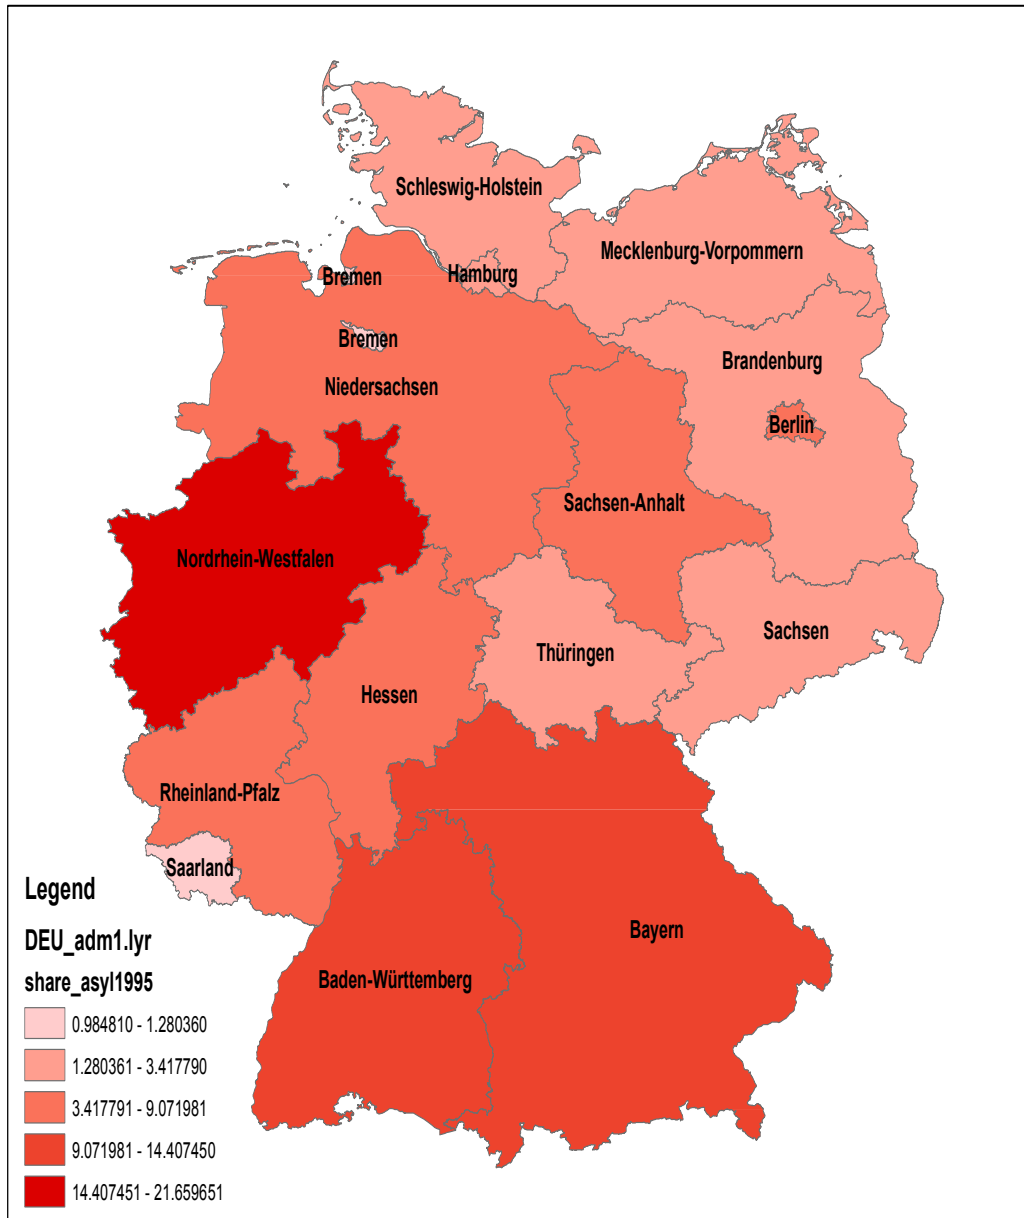 Schleswig-Holstein
Mecklenburg-Vorpommern
Hamburg
Bremen
Bremen
Brandenburg
Niedersachsen
Berlin
Sachsen-Anhalt
Nordrhein-Westfalen
Sachsen
Thüringen
Hessen
Rheinland-Pfalz
Saarland
Bayern
Baden-Württemberg
Legend
DEU_adm1.lyr
share_asyl1995
0.984810 - 1.280360
1.280361 - 3.417790
3.417791 - 9.071981
9.071981 - 14.407450
14.407451 - 21.659651